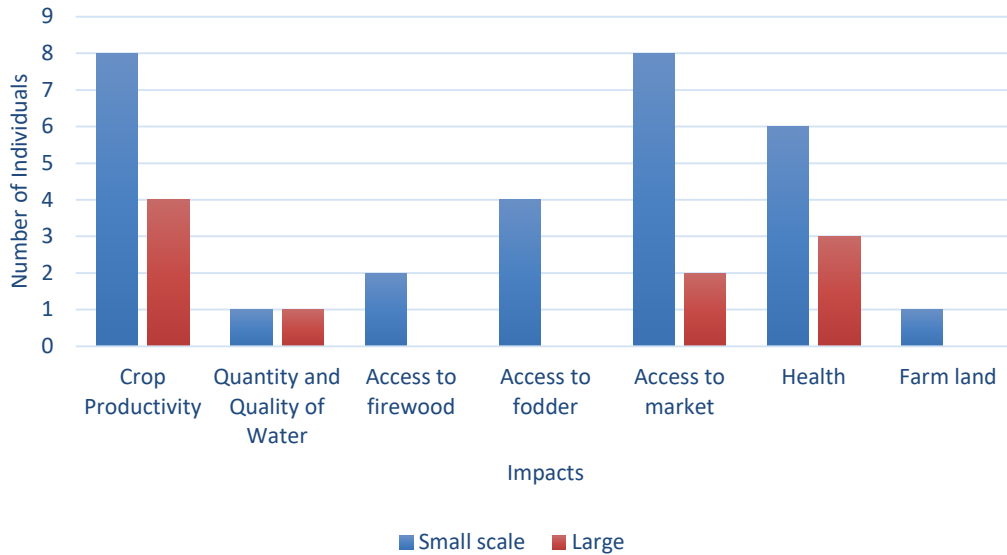 9
8
7
6
5
4
3
2
1
0
Number of Individuals
Crop
Productivity
Quantity and
Quality of
Water
Access to
firewood
Access to
fodder
Access to
market
Health
Farm land
Impacts
Small scale
Large